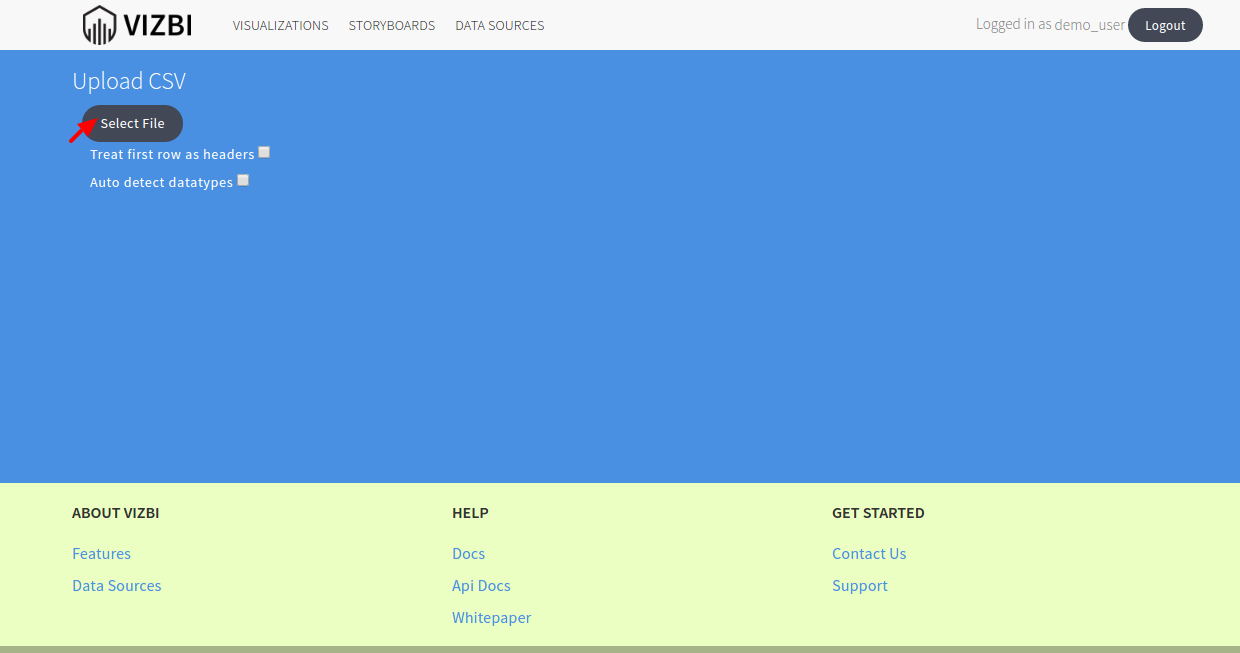 VIZBI VISUALIZATIONS STORYBOARDS DATA SOURCES Logged in as demo_user Logout
Upload CSV
Select File
Treat first row as headers
Auto detect datatypes
ABOUT VIZBI HELP GET STARTED
Features Docs Contact Us
Data Sources Api Docs Support
Whitepaper